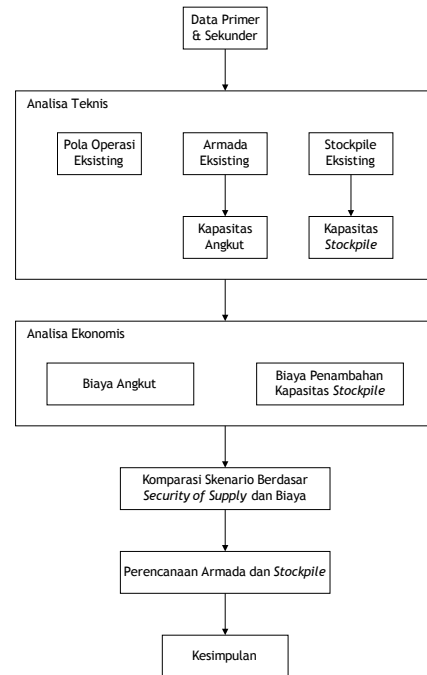 Data Primer
& Sekunder
Analisa Teknis
Pola Operasi
Eksisting
Armada
Eksisting
Stockpile
Eksisting
Kapasitas
Angkut
Kapasitas
Stockpile
Analisa Ekonomis
Biaya Angkut
Biaya Penambahan
Kapasitas Stockpile
Komparasi Skenario Berdasar
Security of Supply dan Biaya
Perencanaan Armada dan Stockpile
Kesimpulan